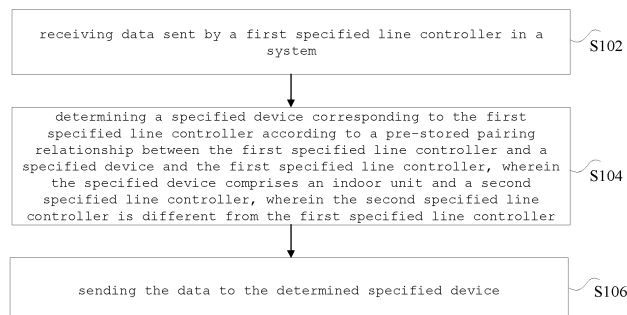 receiving data sent by a first specified line controller in a
system
S102
determining a specified device corresponding to the first
specified line controller according to a pre-stored pairing
relationship between the first specified line controller and a
specified device and the first specified line controller, wherein
the specified device comprises an indoor unit and a second
specified line controller, wherein the second specified line
controller is different from the first specified line controller
S104
sending the data to the determined specified device
S106